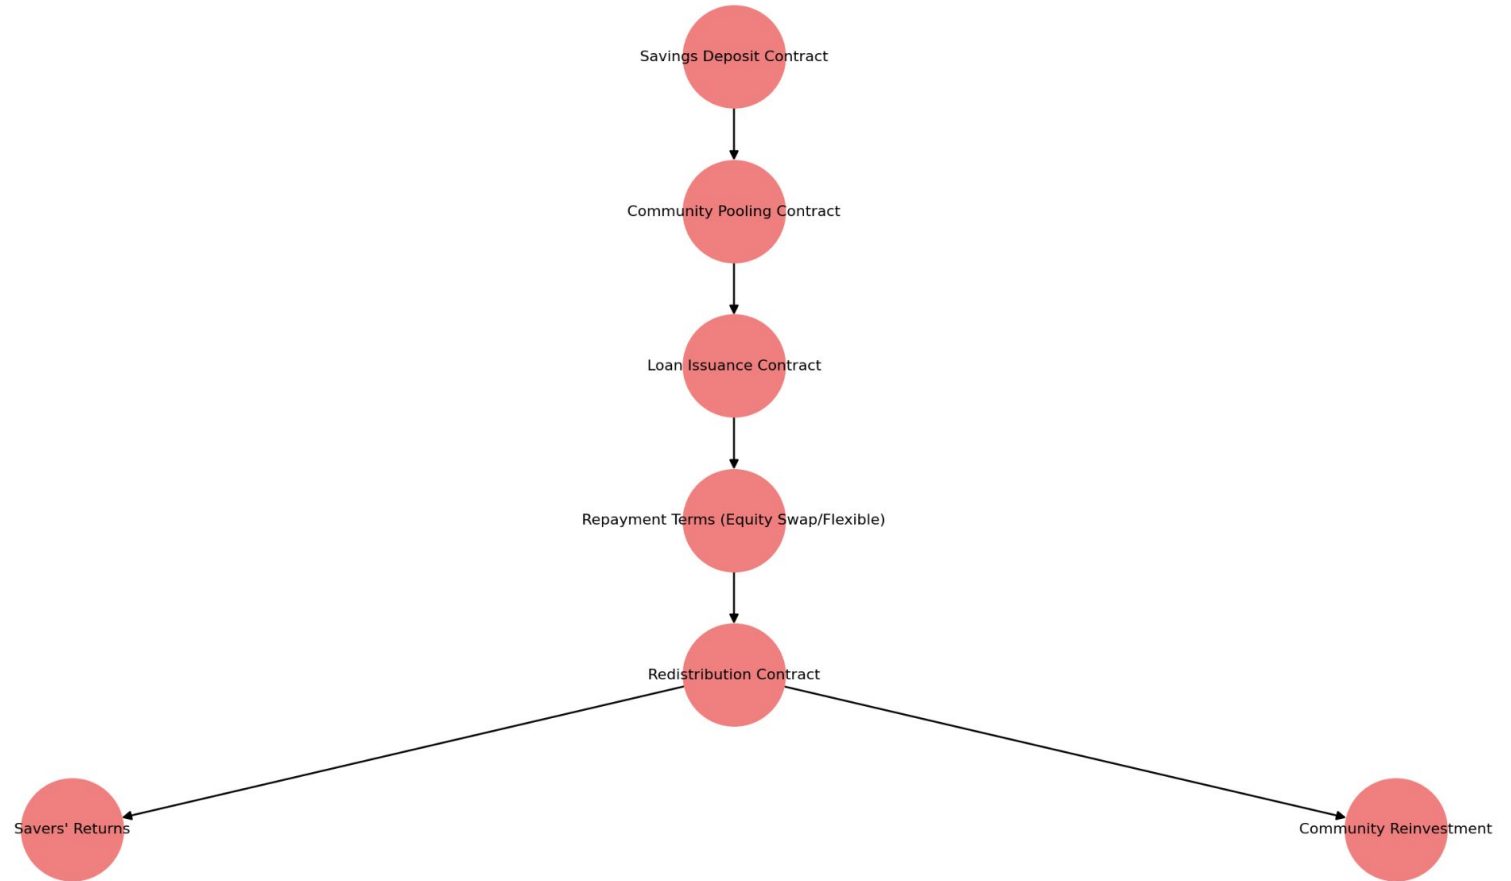 Savings Deposit Contract
Community Pooling Contract
Loan Issuance Contract
Repayment Terms (Equity Swap/Flexible)
Redistribution Contract
Savers' Returns
Community Reinvestment